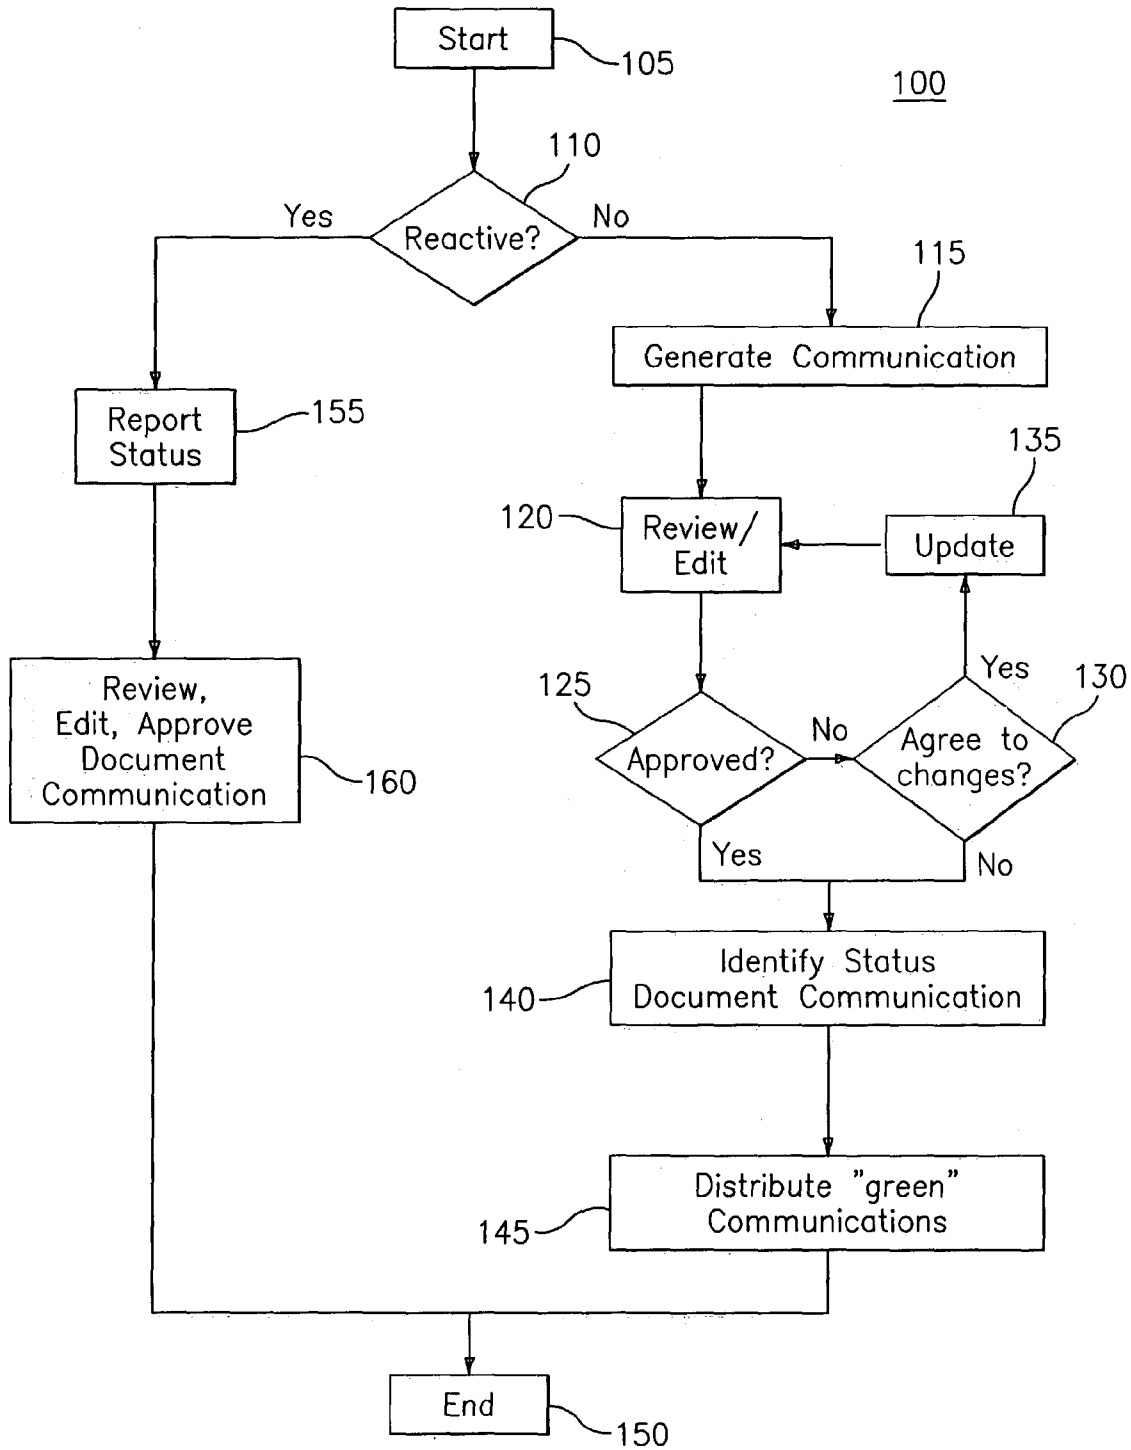 Start
105
100
110
Yes
No
Reactive?
115
Generate Communication
Report
Status
155
135
120
Review/
Edit
Update
Yes
130
125
No
Approved?
Agree to
changes?
Review,
Edit, Approve
Document
Communication
160
Yes
No
Identify Status
Document Communication
140
Distribute "green"
Communications
145
End
150